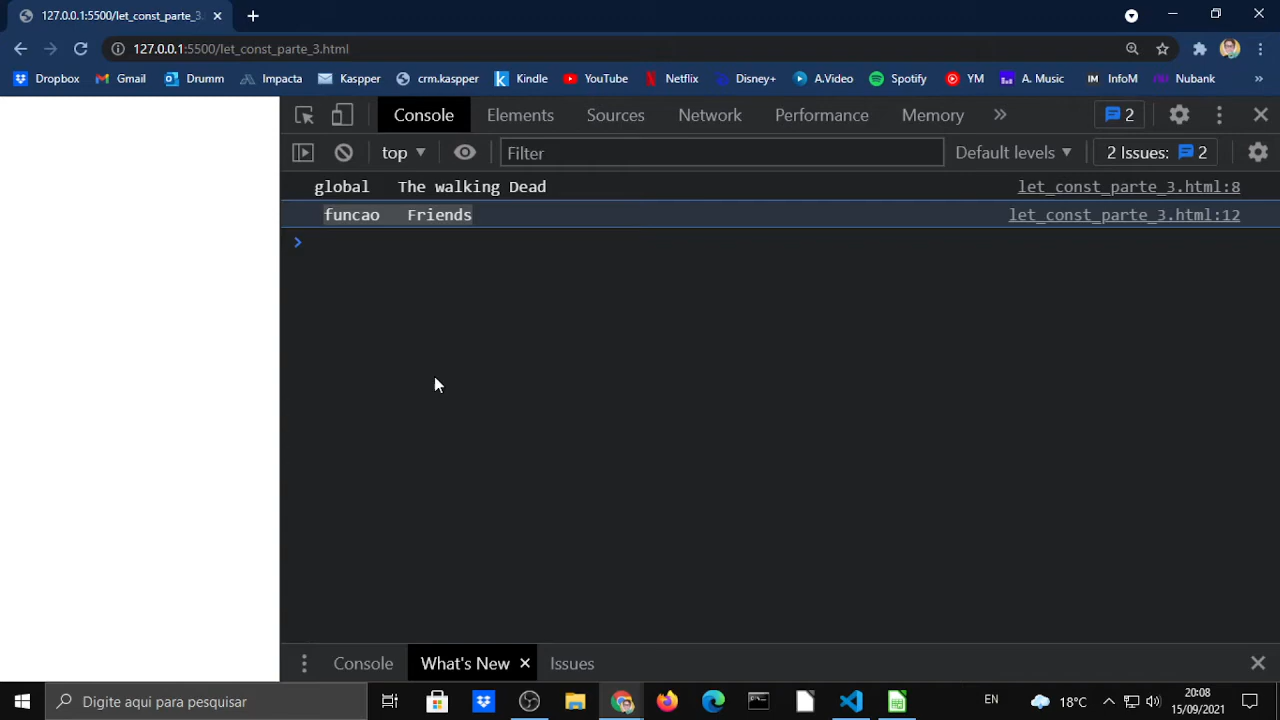 127.0.0.1:5500/let_const_parte_3.
127.0.0.1:5500/let_const_parte_3.html
Dropbox Gmail Drumm Impacta Kaspper crm.kaspper Kindle YouTube Netflix Disney+ A.Video Spotify YM A. Music InfoM Nubank »
Console Elements Sources Network Performance Memory » 2
top Filter Default levels 2 Issues: 2
global The walking Dead let_const_parte_3.html:8
funcao Friends let_const_parte_3.html:12
Console What's New Issues
Digite aqui para pesquisar EN 18°C 20:08
15/09/2021